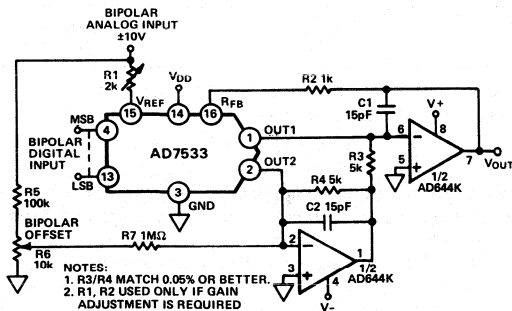 BIPOLAR
ANALOG INPUT
±10V
R1
2k
VREF
VDD
RFB
R2 1k
C1
15pF
V+
15
14
16
8
MSB
4
BIPOLAR
DIGITAL
INPUT
LSB
13
AD7533
1
OUT1
2
OUT2
3
GND
6
5
7
VOUT
1/2
AD644K
R3
5k
R4 5k
C2 15pF
R5
100k
BIPOLAR
OFFSET
R6
10k
R7 1MΩ
2
3
1
1/2
AD644K
4
V–
NOTES:
1. R3/R4 MATCH 0.05% OR BETTER.
2. R1, R2 USED ONLY IF GAIN
ADJUSTMENT IS REQUIRED